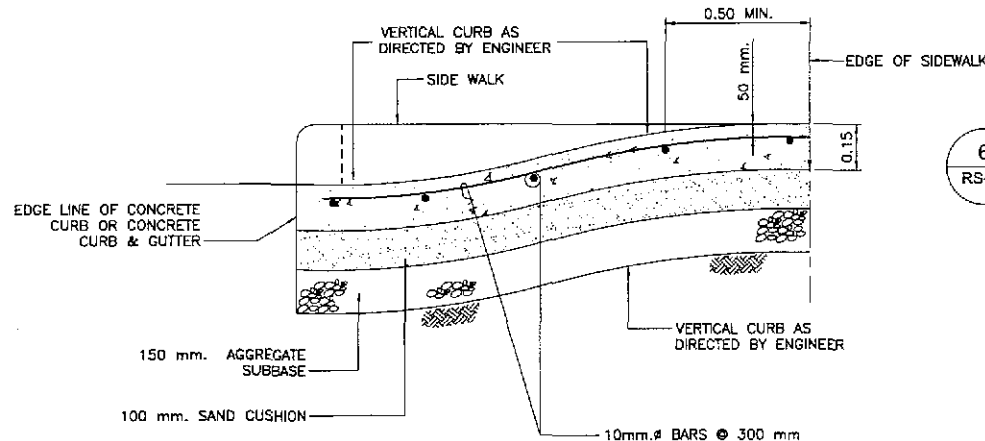 0.50 MIN.
VERTICAL CURB AS
DIRECTED BY ENGINEER
EDGE OF SIDEWALK
SIDE WALK
50 mm.
0.15
6
RS-
EDGE LINE OF CONCRETE
CURB OR CONCRETE
CURB & GUTTER
VERTICAL CURB AS
DIRECTED BY ENGINEER
150 mm. AGGREGATE
SUBBASE
100 mm. SAND CUSHION
10mm.ø BARS @ 300 mm